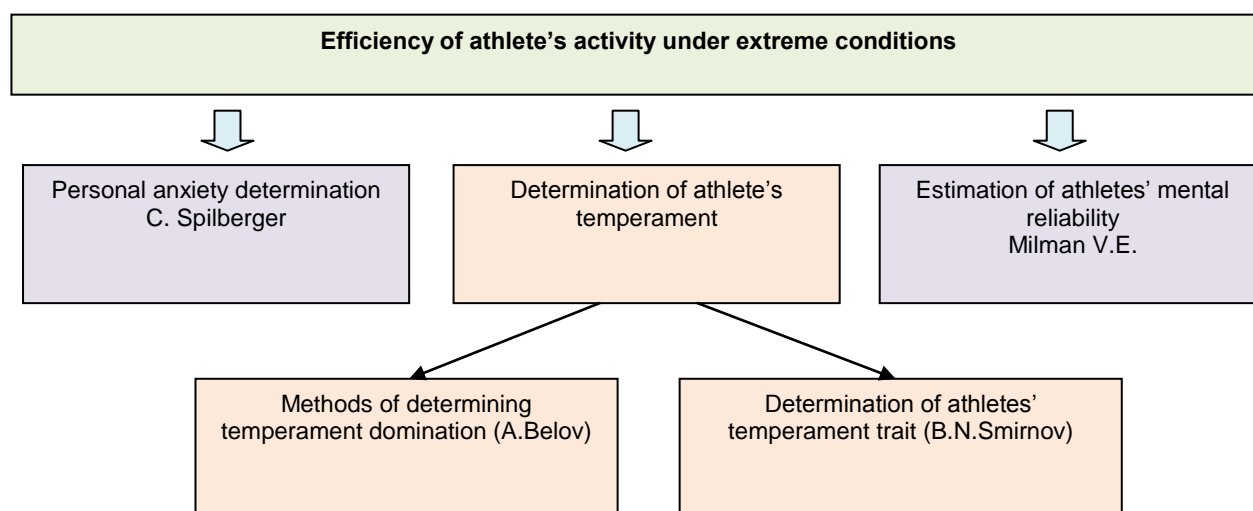 Efficiency of athlete’s activity under extreme conditions
Personal anxiety determination
C. Spilberger
Determination of athlete’s
temperament
Estimation of athletes’ mental
reliability
Milman V.E.
Methods of determining
temperament domination (A.Belov)
Determination of athletes’
temperament trait (B.N.Smirnov)